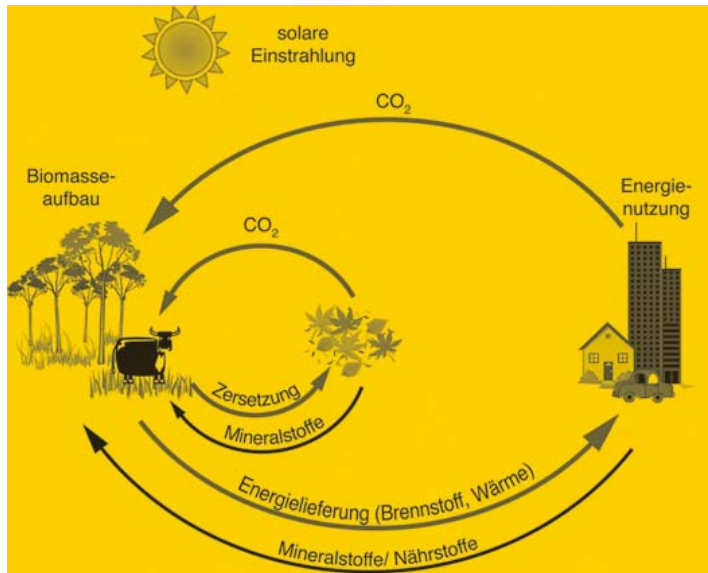 solare
Einstrahlung
CO₂
Biomasse-
aufbau
Energie-
nutzung
CO₂
Zersetzung
Mineralstoffe
Energielieferung (Brennstoff, Wärme)
Mineralstoffe/ Nährstoffe